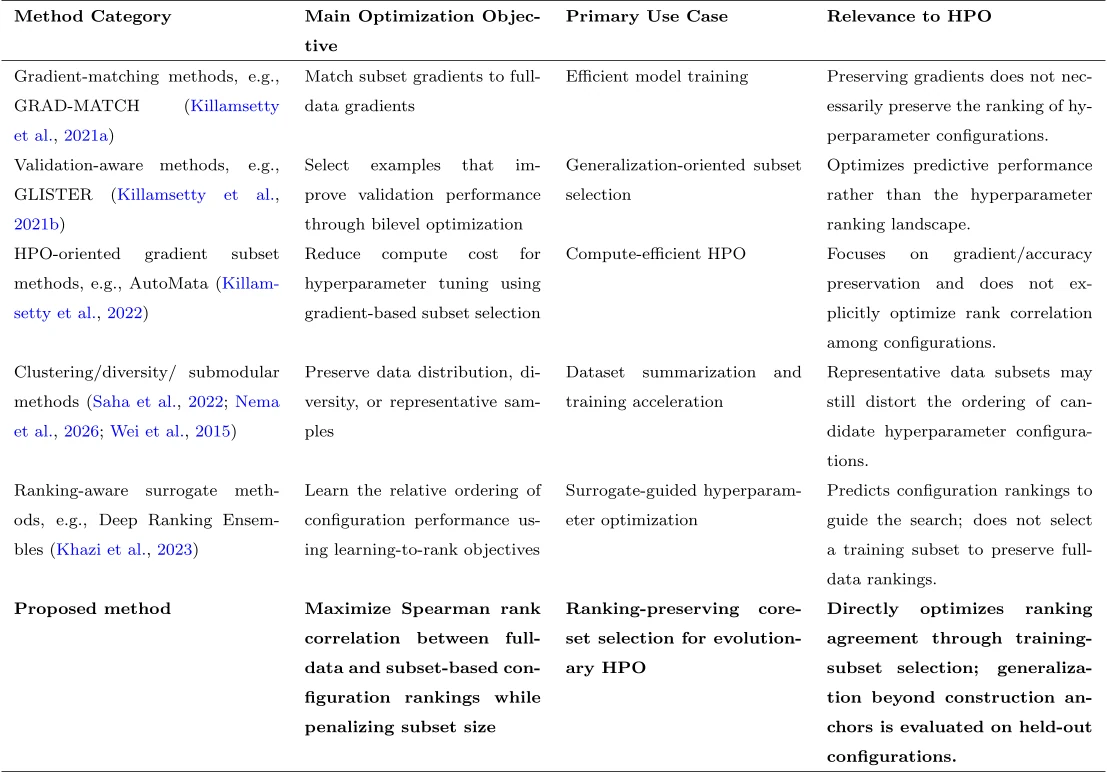 Method Category
Main Optimization Objec-
tive
Primary Use Case
Relevance to HPO
Gradient-matching methods, e.g.,
GRAD-MATCH (Killamsetty
et al., 2021a)
Match subset gradients to full-
data gradients
Efficient model training
Preserving gradients does not nec-
essarily preserve the ranking of hy-
perparameter configurations.
Validation-aware methods, e.g.,
GLISTER (Killamsetty et al.,
2021b)
Select examples that im-
prove validation performance
through bilevel optimization
Generalization-oriented subset
selection
Optimizes predictive performance
rather than the hyperparameter
ranking landscape.
HPO-oriented gradient subset
methods, e.g., AutoMata (Killam-
setty et al., 2022)
Reduce compute cost for
hyperparameter tuning using
gradient-based subset selection
Compute-efficient HPO
Focuses on gradient/accuracy
preservation and does not ex-
plicitly optimize rank correlation
among configurations.
Clustering/diversity/ submodular
methods (Saha et al., 2022; Nema
et al., 2026; Wei et al., 2015)
Preserve data distribution, di-
versity, or representative sam-
ples
Dataset summarization and
training acceleration
Representative data subsets may
still distort the ordering of can-
didate hyperparameter configura-
tions.
Ranking-aware surrogate meth-
ods, e.g., Deep Ranking Ensem-
bles (Khazi et al., 2023)
Learn the relative ordering of
configuration performance us-
ing learning-to-rank objectives
Surrogate-guided hyperparam-
eter optimization
Predicts configuration rankings to
guide the search; does not select
a training subset to preserve full-
data rankings.
Proposed method
Maximize Spearman rank
correlation between full-
data and subset-based con-
figuration rankings while
penalizing subset size
Ranking-preserving core-
set selection for evolution-
ary HPO
Directly optimizes ranking
agreement through training-
subset selection; generaliza-
tion beyond construction an-
chors is evaluated on held-out
configurations.